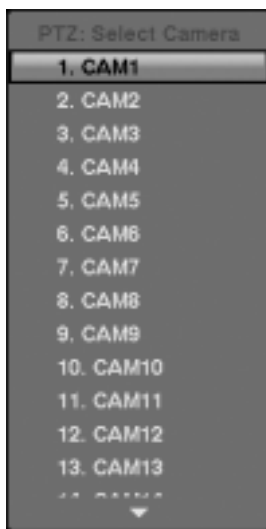 PTZ: Select Camera
1. CAM1
2. CAM2
3. CAM3
4. CAM4
5. CAM5
6. CAM6
7. CAM7
8. CAM8
9. CAM9
10. CAM10
11. CAM11
12. CAM12
13. CAM13